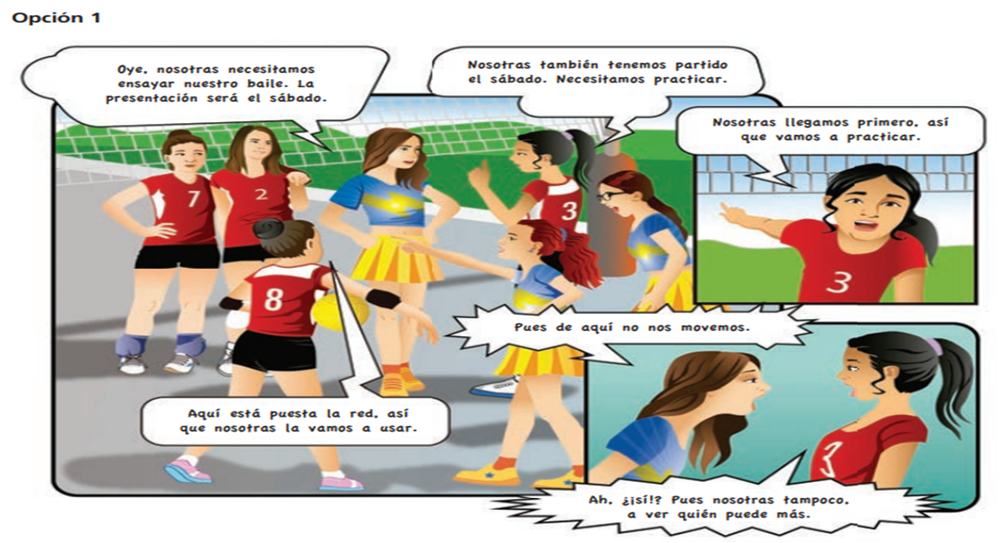 Opción 1
Oye, nosotras necesitamos
ensayar nuestro baile. La
presentación será el sábado.
Nosotras también tenemos partido
el sábado. Necesitamos practicar.
Nosotras llegamos primero, así
que vamos a practicar.
7
2
3
8
3
Aquí está puesta la red, así
que nosotras la vamos a usar.
Pues de aquí no nos movemos.
3
Ah, ¿¡sí!? Pues nosotras tampoco,
a ver quién puede más.